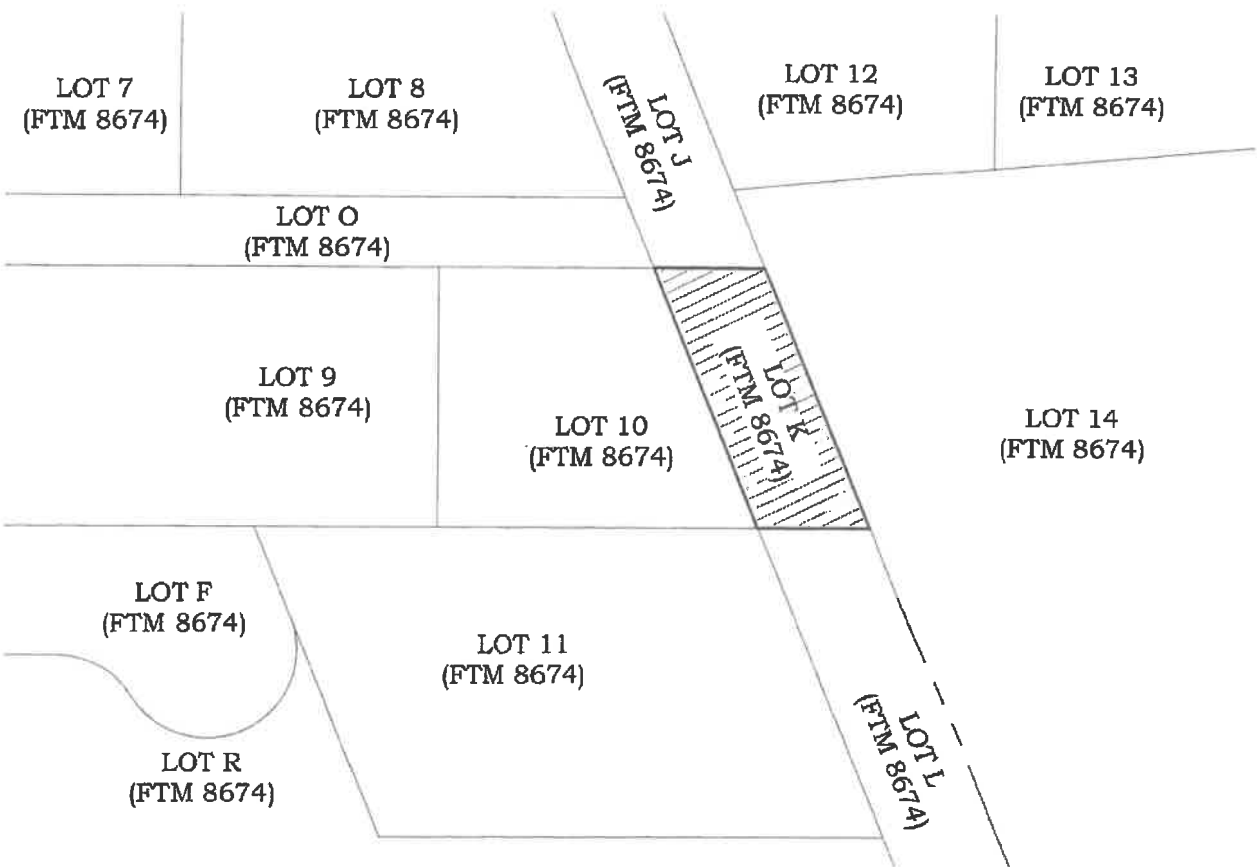 LOT 7
(FTM 8674)
LOT 8
(FTM 8674)
LOT J
(FTM 8674)
LOT 12
(FTM 8674)
LOT 13
(FTM 8674)
LOT O
(FTM 8674)
LOT 9
(FTM 8674)
LOT 10
(FTM 8674)
LOT K
(FTM 8674)
LOT 14
(FTM 8674)
LOT F
(FTM 8674)
LOT 11
(FTM 8674)
LOT R
(FTM 8674)
LOT L
(FTM 8674)